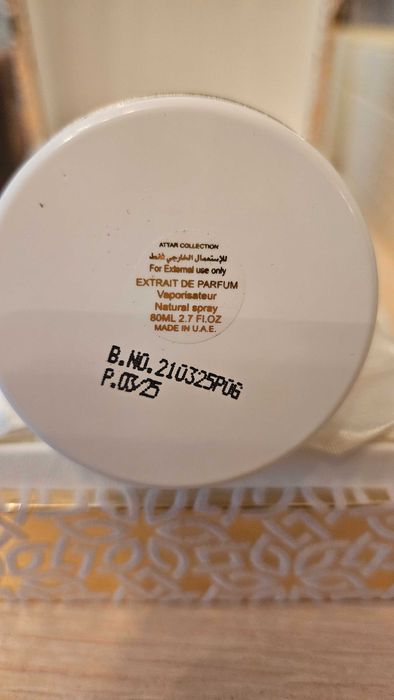 ATTAR COLLECTION
للإستعمال الخارجي فقط
For External use only
EXTRAIT DE PARFUM
Vaporisateur
Natural spray
80ML 2.7 Fl.OZ
MADE IN U.A.E.
B.NO.210325P06
P.03/25